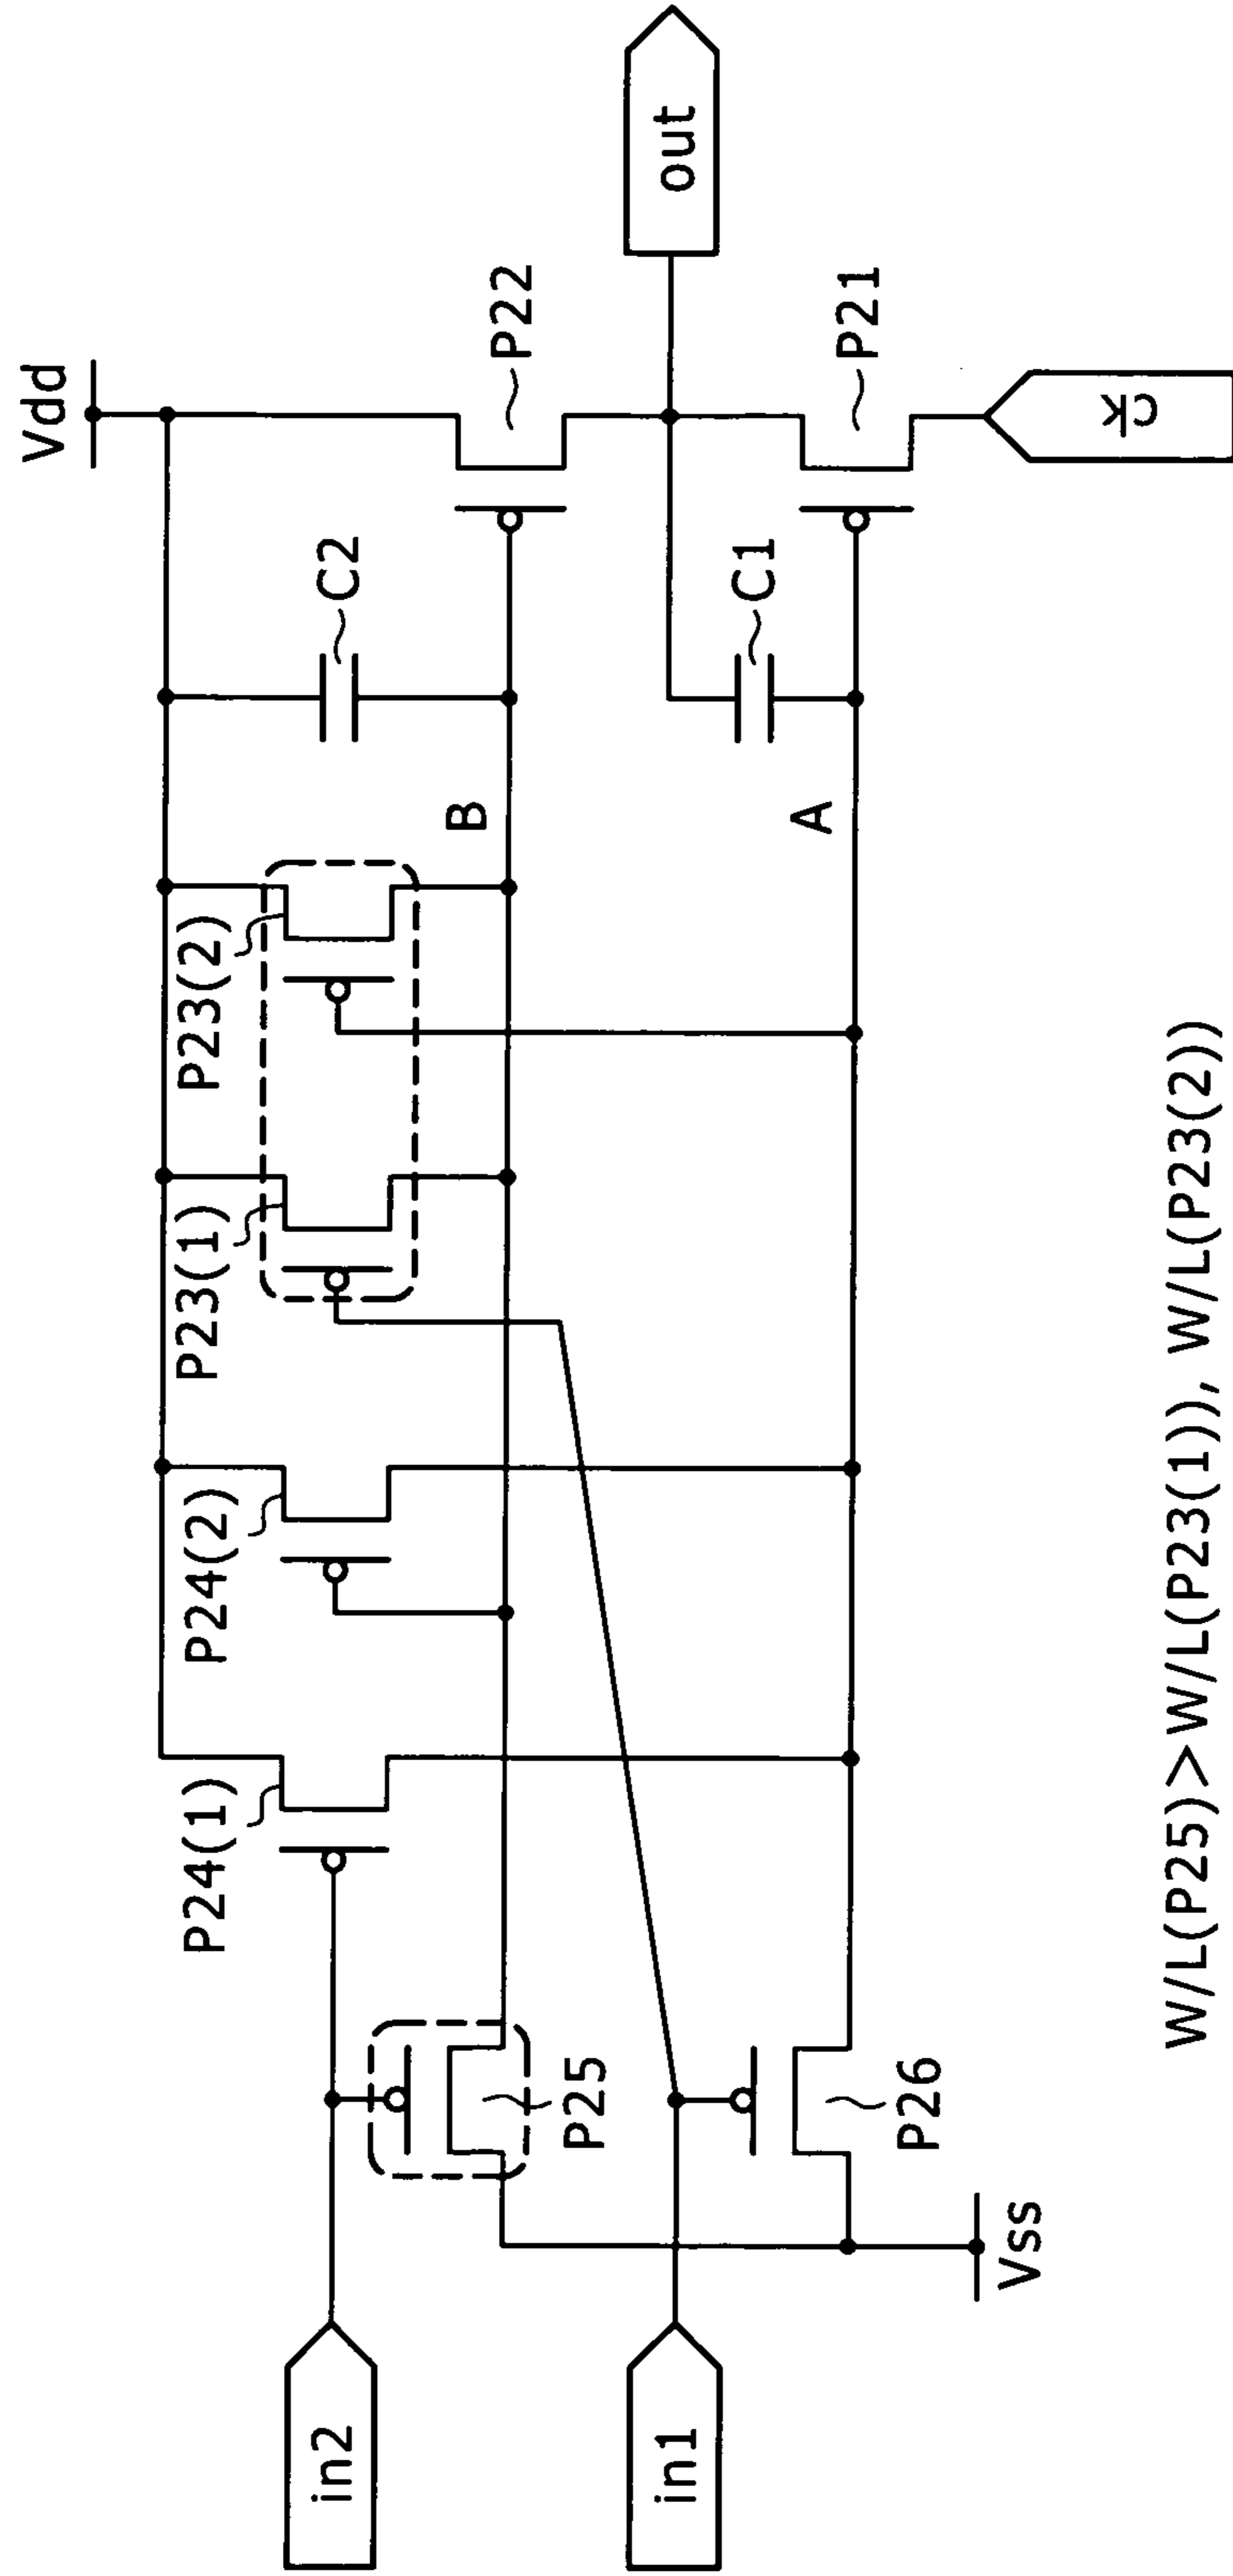 Vdd
P24(1)
P24(2)
P23(1)
P23(2)
C2
P22
in2
P25
B
out
in1
P26
A
C1
P21
Vss
ck
W/L(P25)>W/L(P23(1)), W/L(P23(2))